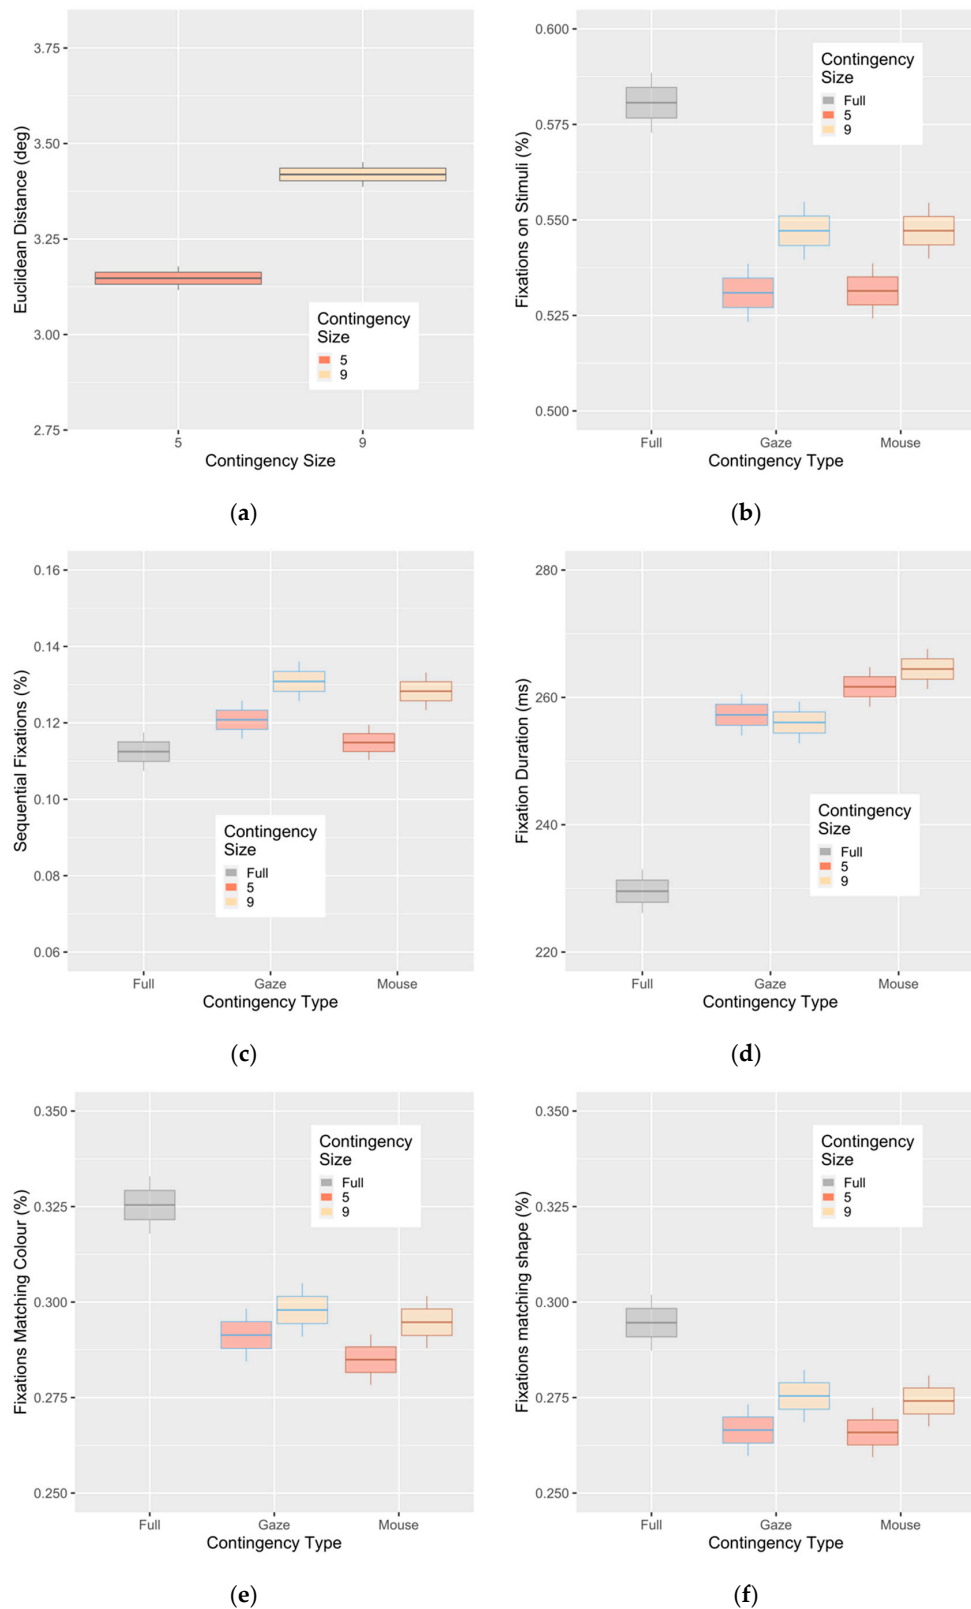 3.75
3.50
3.25
3.00
2.75
Euclidean Distance (deg)
Contingency
Size
5
9
5
9
Contingency Size
(a)
0.600
0.575
0.550
0.525
0.500
Fixations on Stimuli (%)
Contingency
Size
Full
5
9
Full
Gaze
Mouse
Contingency Type
(b)
0.16
0.14
0.12
0.10
0.08
0.06
Sequential Fixations (%)
Contingency
Size
Full
5
9
Full
Gaze
Mouse
Contingency Type
(c)
280
260
240
220
Fixation Duration (ms)
Contingency
Size
Full
5
9
Full
Gaze
Mouse
Contingency Type
(d)
0.350
0.325
0.300
0.275
0.250
Fixations Matching Colour (%)
Contingency
Size
Full
5
9
Full
Gaze
Mouse
Contingency Type
(e)
0.350
0.325
0.300
0.275
0.250
Fixations matching shape (%)
Contingency
Size
Full
5
9
Full
Gaze
Mouse
Contingency Type
(f)